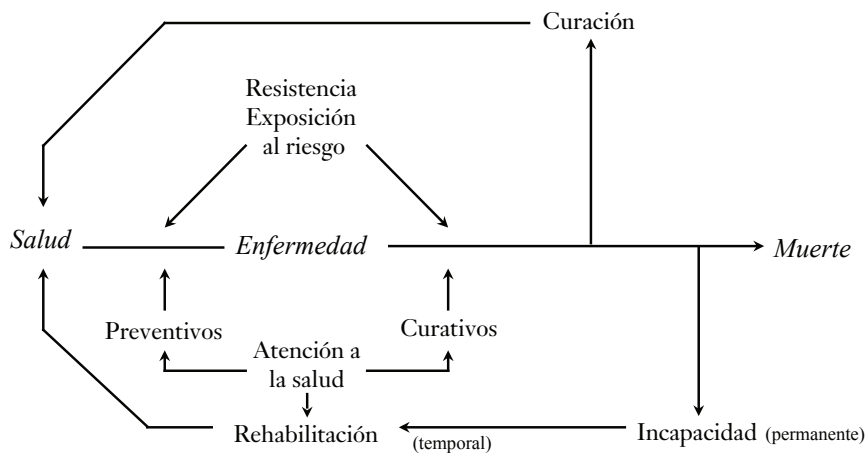 Curación
Resistencia
Exposición
al riesgo
Salud
Enfermedad
Muerte
Preventivos
Curativos
Atención a
la salud
Rehabilitación
(temporal)
Incapacidad (permanente)